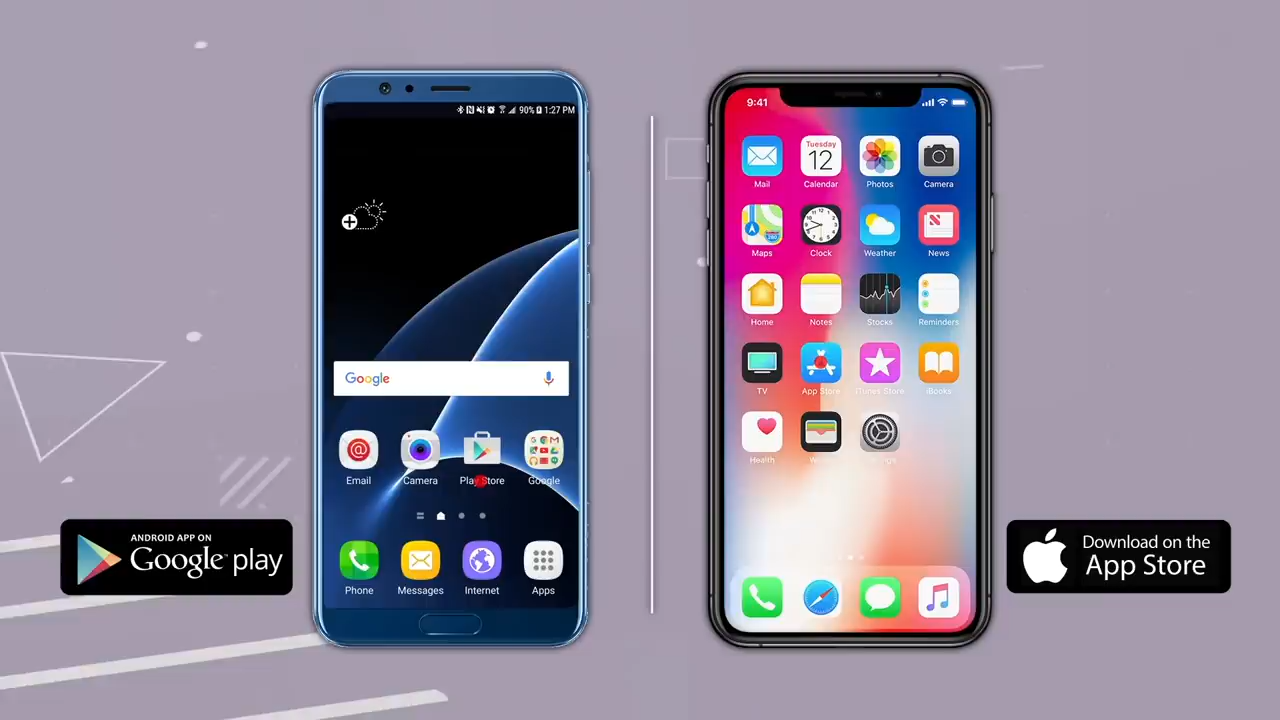 90% 1:27 PM
Google
Email Camera Play Store Google
Phone Messages Internet Apps
ANDROID APP ON
Google play
9:41
Tuesday
12
Mail Calendar Photos Camera
Maps Clock Weather News
Home Notes Stocks Reminders
TV App Store iTunes Store iBooks
Health
Download on the
App Store